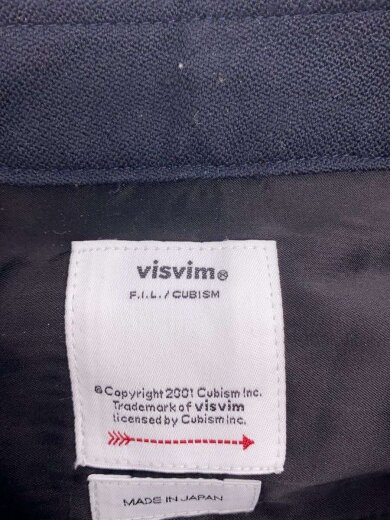 visvim®
F.I.L. / CUBISM
©Copyright 2001 Cubism Inc.
Trademark of visvim
licensed by Cubism Inc.
MADE IN JAPAN